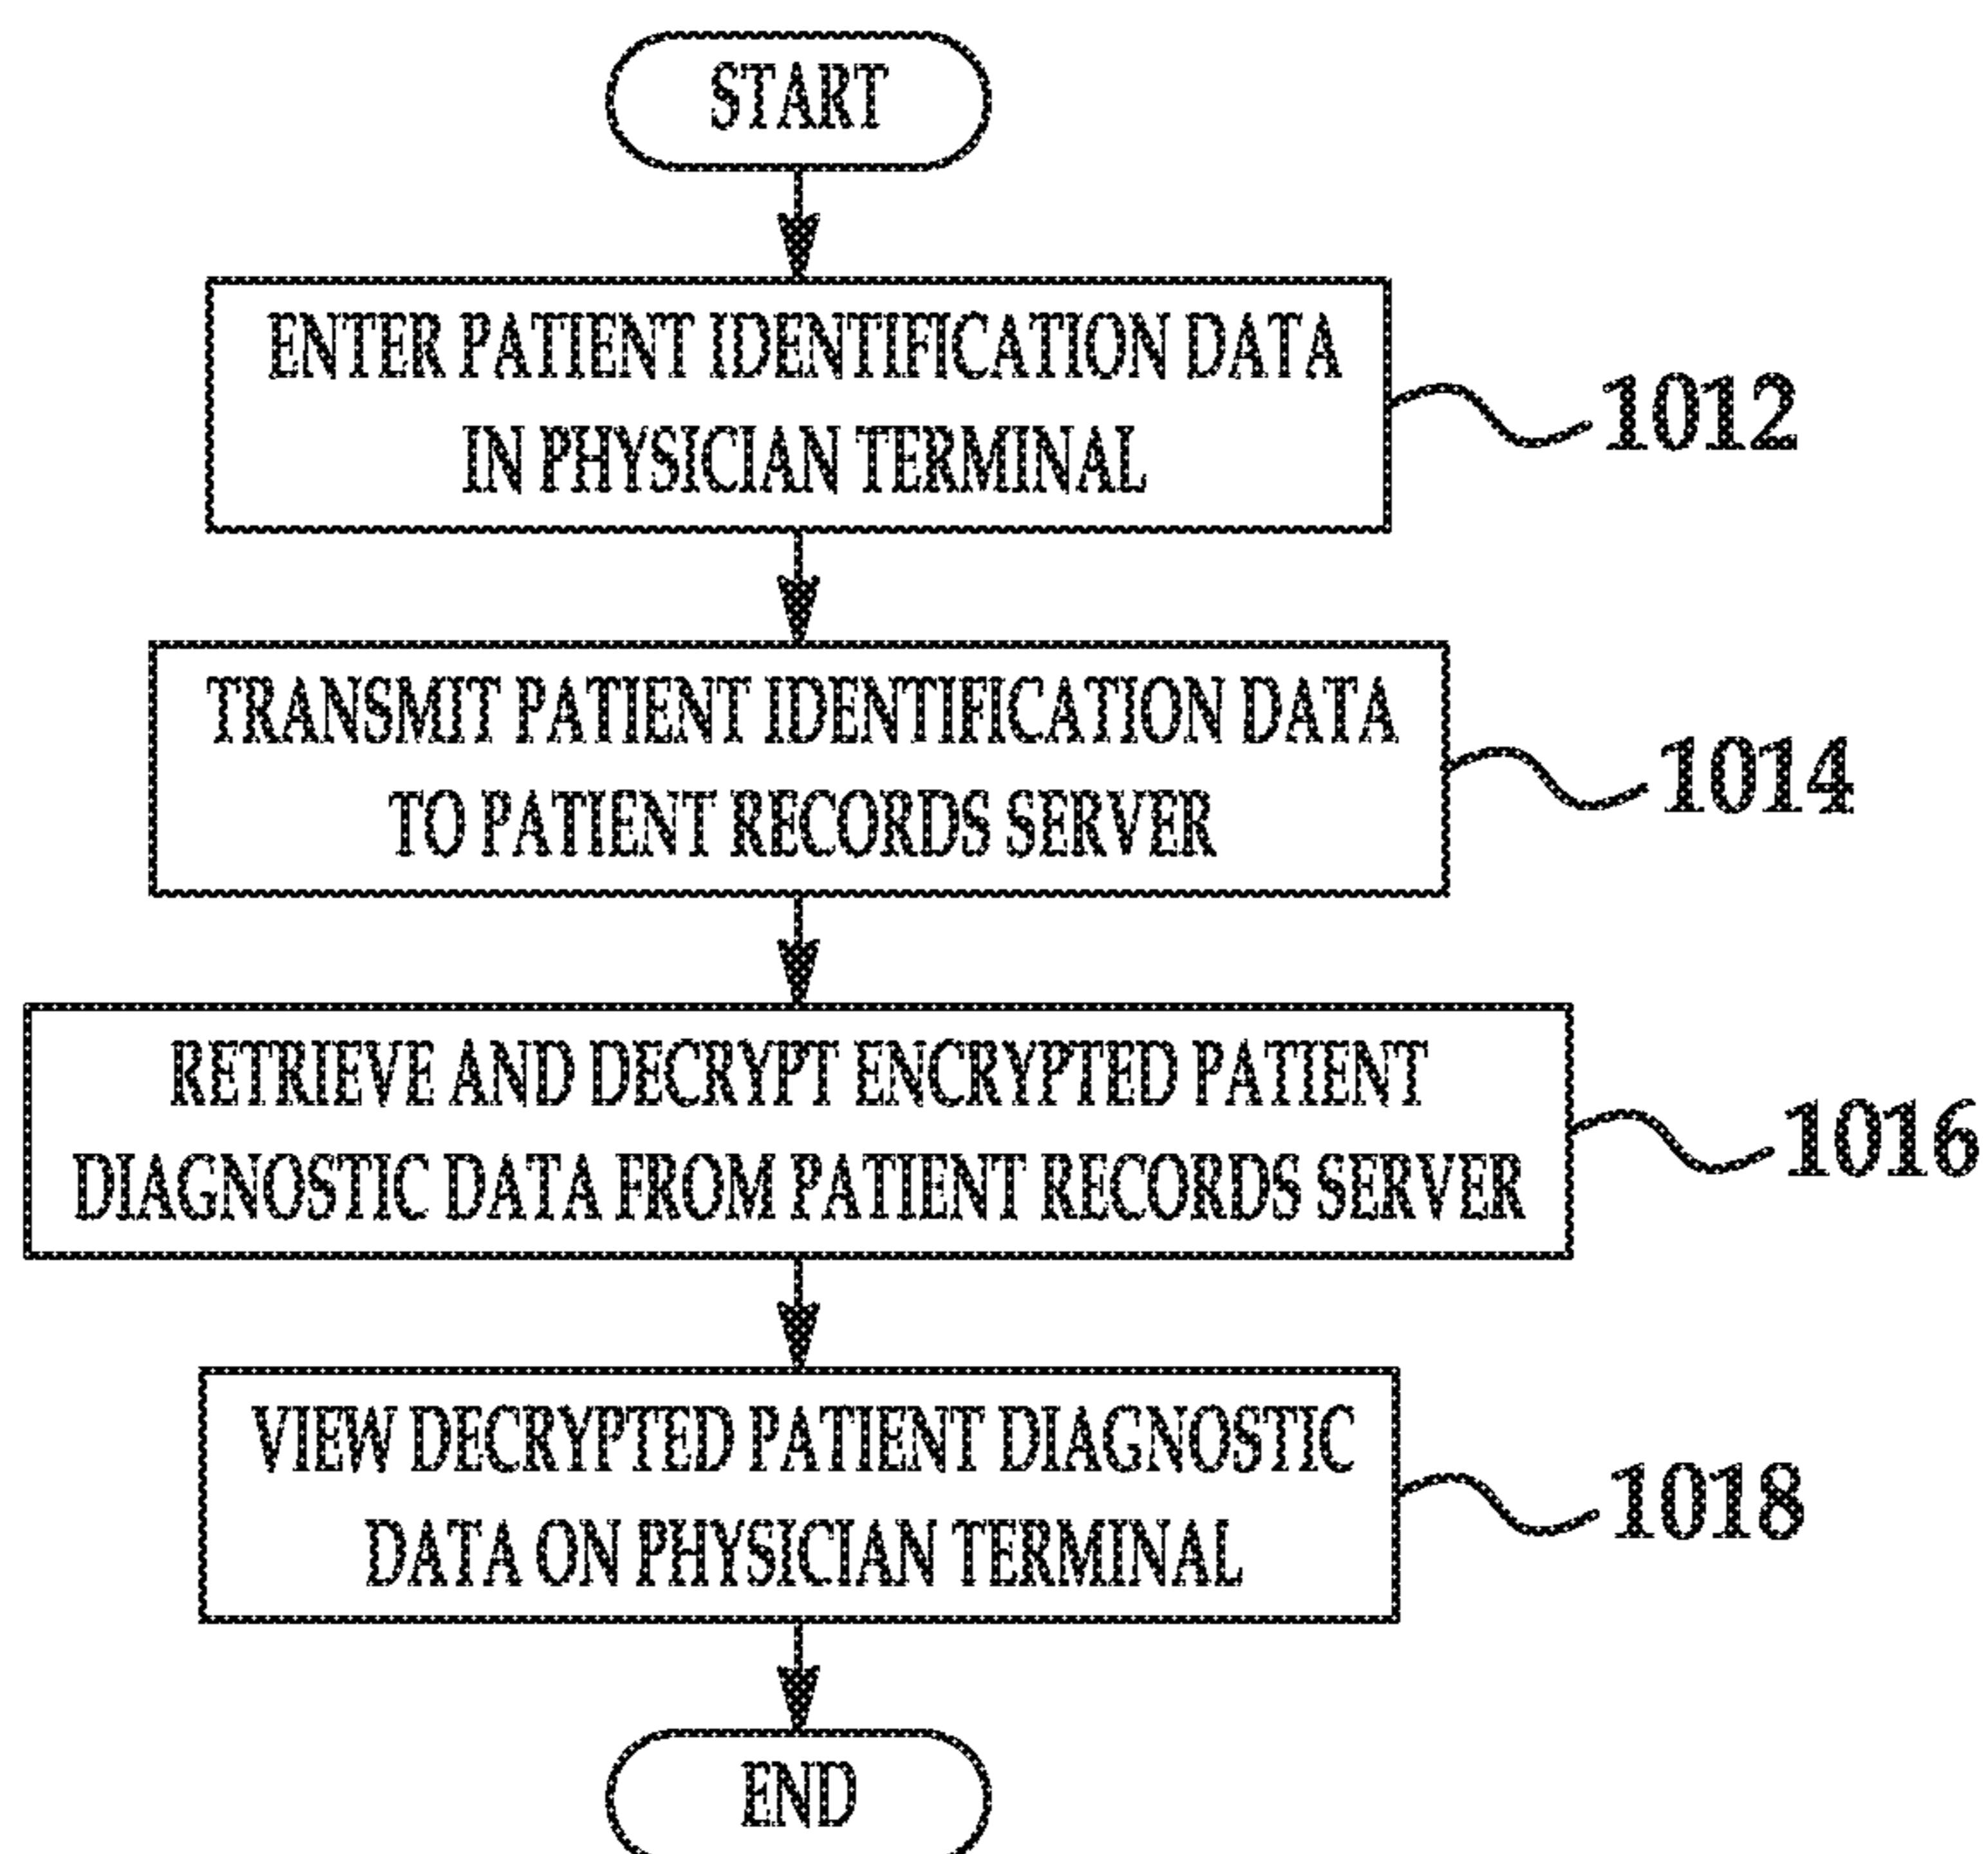 START
ENTER PATIENT IDENTIFICATION DATA
IN PHYSICIAN TERMINAL
1012
TRANSMIT PATIENT IDENTIFICATION DATA
TO PATIENT RECORDS SERVER
1014
RETRIEVE AND DECRYPT ENCRYPTED PATIENT
DIAGNOSTIC DATA FROM PATIENT RECORDS SERVER
1016
VIEW DECRYPTED PATIENT DIAGNOSTIC
DATA ON PHYSICIAN TERMINAL
1018
END